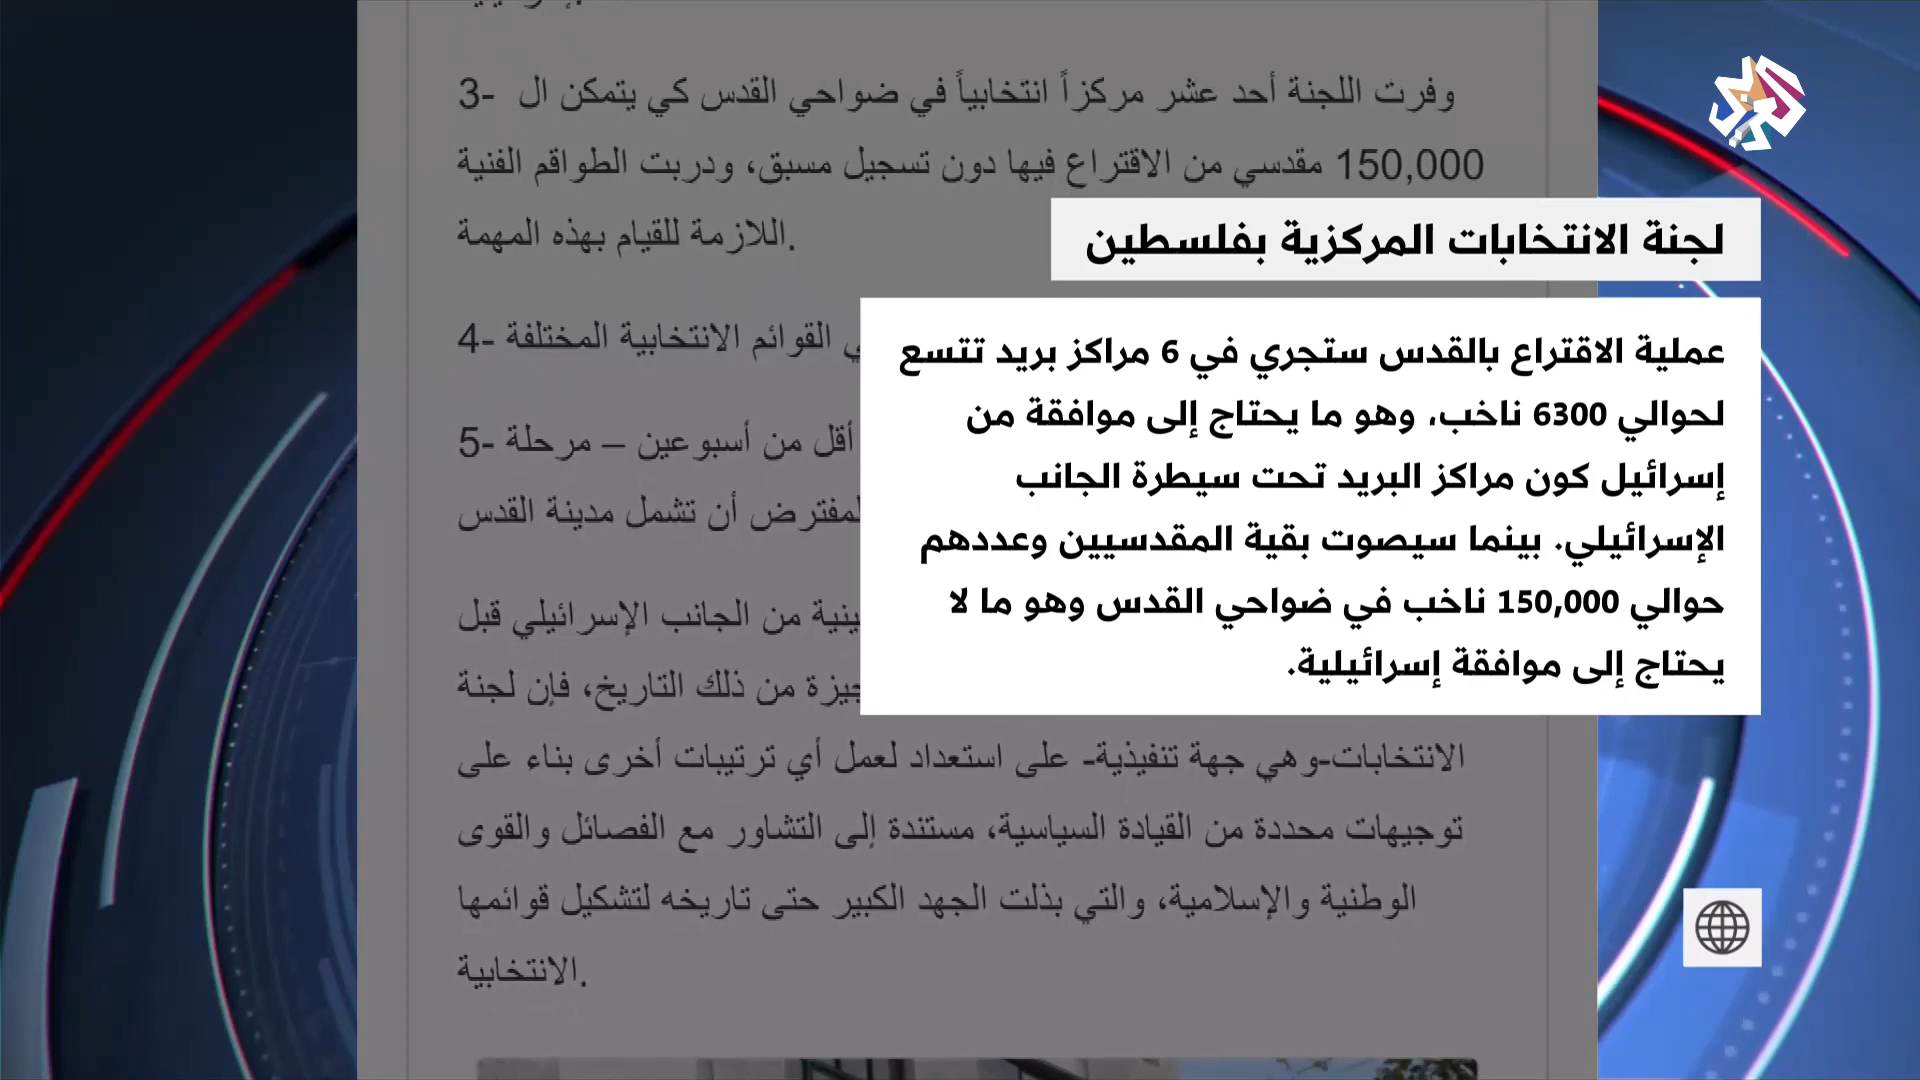 3- وفرت اللجنة أحد عشر مركزاً انتخابياً في ضواحي القدس كي يتمكن ال
150,000 مقدسي من الاقتراع فيها دون تسجيل مسبق، ودربت الطواقم الفنية
اللازمة للقيام بهذه المهمة.
لجنة الانتخابات المركزية بفلسطين
عملية الاقتراع بالقدس ستجري في 6 مراكز بريد تتسع
لحوالي 6300 ناخب، وهو ما يحتاج إلى موافقة من
إسرائيل كون مراكز البريد تحت سيطرة الجانب
الإسرائيلي. بينما سيصوت بقية المقدسيين وعددهم
حوالي 150,000 ناخب في ضواحي القدس وهو ما لا
يحتاج إلى موافقة إسرائيلية.
4- القوائم الانتخابية المختلفة
5- أقل من أسبوعين – مرحلة
المفترض أن تشمل مدينة القدس
من الجانب الإسرائيلي قبل
من ذلك التاريخ، فإن لجنة
الانتخابات-وهي جهة تنفيذية- على استعداد لعمل أي ترتيبات أخرى بناء على
توجيهات محددة من القيادة السياسية، مستندة إلى التشاور مع الفصائل والقوى
الوطنية والإسلامية، والتي بذلت الجهد الكبير حتى تاريخه لتشكيل قوائمها
الانتخابية.